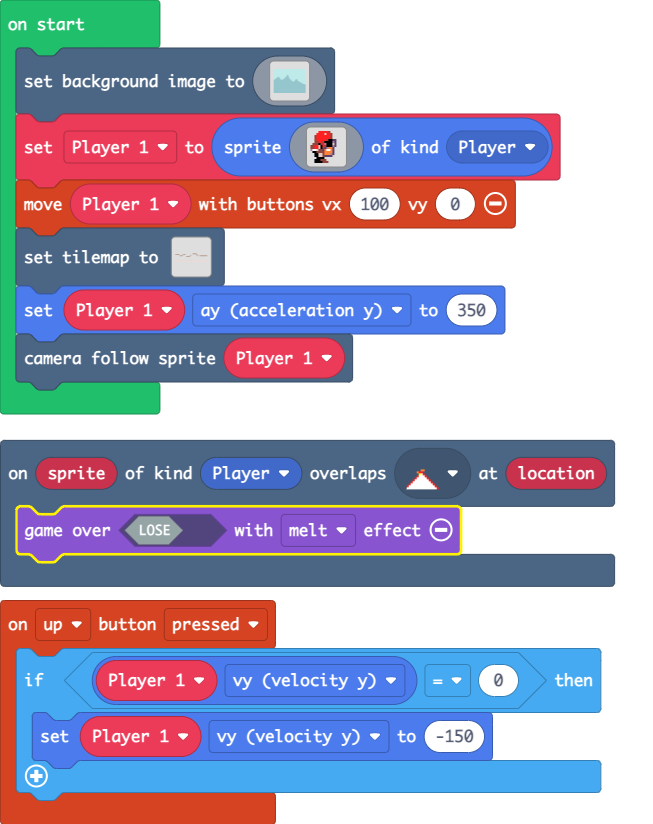 on start
set background image to
set Player 1 to sprite of kind Player
move Player 1 with buttons vx 100 vy 0
set tilemap to
set Player 1 ay (acceleration y) to 350
camera follow sprite Player 1
on sprite of kind Player overlaps at location
game over LOSE with melt effect
on up button pressed
if Player 1 vy (velocity y) = 0 then
set Player 1 vy (velocity y) to -150